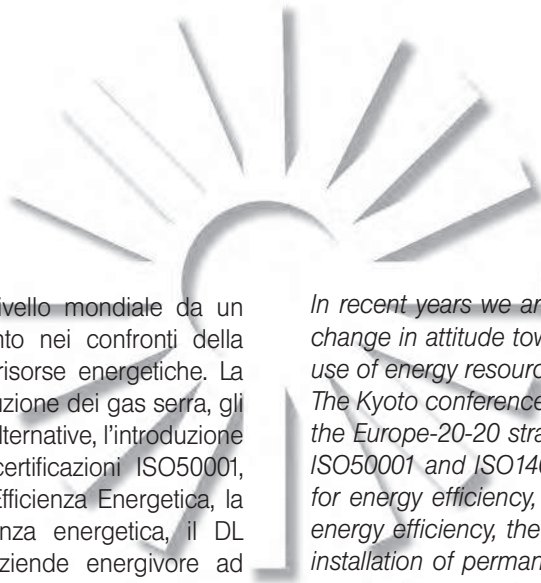 ivello mondiale da un
nto nei confronti della
risorse energetiche. La
uzione dei gas serra, gli
lternative, l'introduzione
certificazioni ISO50001,
Efficienza Energetica, la
nza energetica, il DL
ziende energivore ad
In recent years we ar
change in attitude tow
use of energy resourc
The Kyoto conference
the Europe-20-20 stra
ISO50001 and ISO140
for energy efficiency,
energy efficiency, the
installation of perman